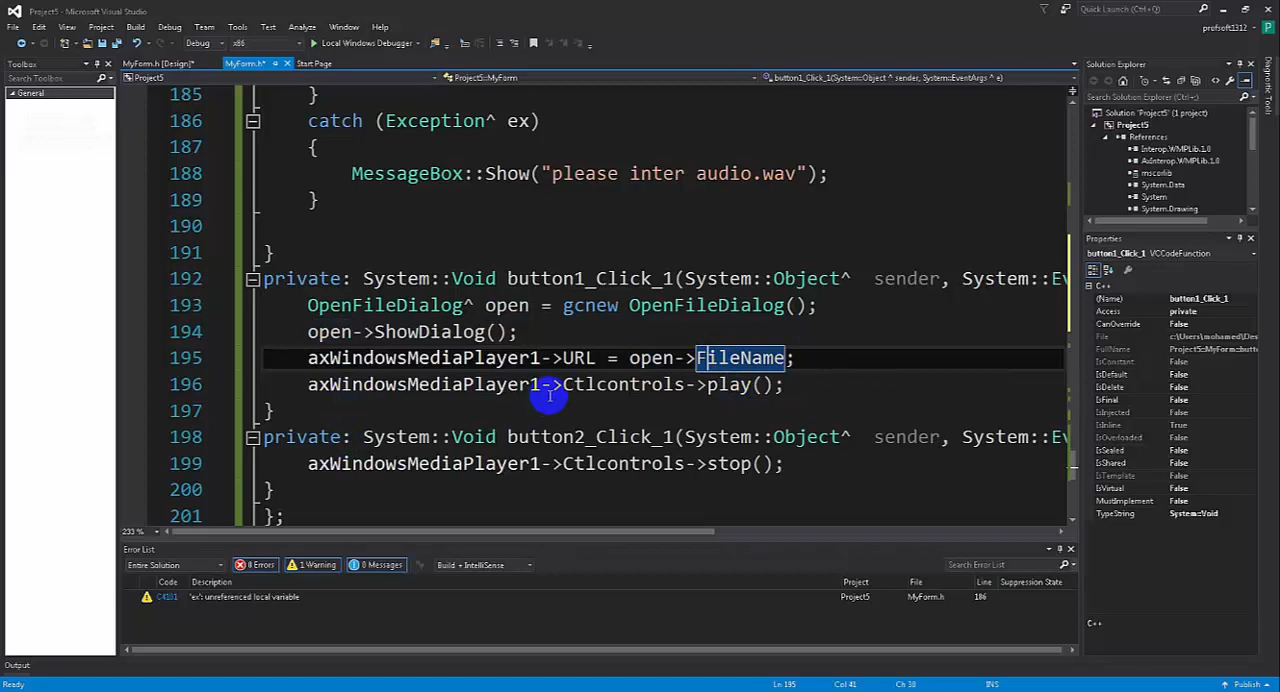 Project5 - Microsoft Visual Studio
Quick Launch (Ctrl+Q)
File Edit View Project Build Debug Team Tools Test Analyze Window Help
profsoft1312 P
Debug x86 Local Windows Debugger
Toolbox
Search Toolbox
General
MyForm.h [Design]* MyForm.h* Start Page
Project5 Project5::MyForm button1_Click_1(System::Object ^ sender, System::EventArgs ^ e)
185 }
186 catch (Exception^ ex)
187 {
188 MessageBox::Show("please inter audio.wav");
189 }
190
191 }
192 private: System::Void button1_Click_1(System::Object^ sender, System::Ev
193 OpenFileDialog^ open = gcnew OpenFileDialog();
194 open->ShowDialog();
195 axWindowsMediaPlayer1->URL = open->FileName;
196 axWindowsMediaPlayer1->Ctlcontrols->play();
197 }
198 private: System::Void button2_Click_1(System::Object^ sender, System::Ev
199 axWindowsMediaPlayer1->Ctlcontrols->stop();
200 }
201 };
233 %
Solution Explorer
Search Solution Explorer (Ctrl+;)
Solution 'Project5' (1 project)
Project5
References
Interop.WMPLib.1.0
AxInterop.WMPLib.1.0
mscorlib
System.Data
System
System.Drawing
Diagnostic Tools
Properties
button1_Click_1 VCCodeFunction
C++
(Name) button1_Click_1
Access private
CanOverride False
File c:\users\mohamed\Des
FullName Project5::MyForm::butto
IsConstant False
IsDefault False
IsDelete False
IsFinal False
IsInjected False
IsInline True
IsOverloaded False
IsSealed False
IsShared False
IsTemplate False
IsVirtual False
MustImplement False
TypeString System::Void
C++
Error List
Entire Solution 0 Errors 1 Warning 0 Messages Build + IntelliSense Search Error List
Code Description Project File Line Suppression State
C4101 'ex': unreferenced local variable Project5 MyForm.h 186
Output
Ready Ln 195 Col 41 Ch 38 INS Publish